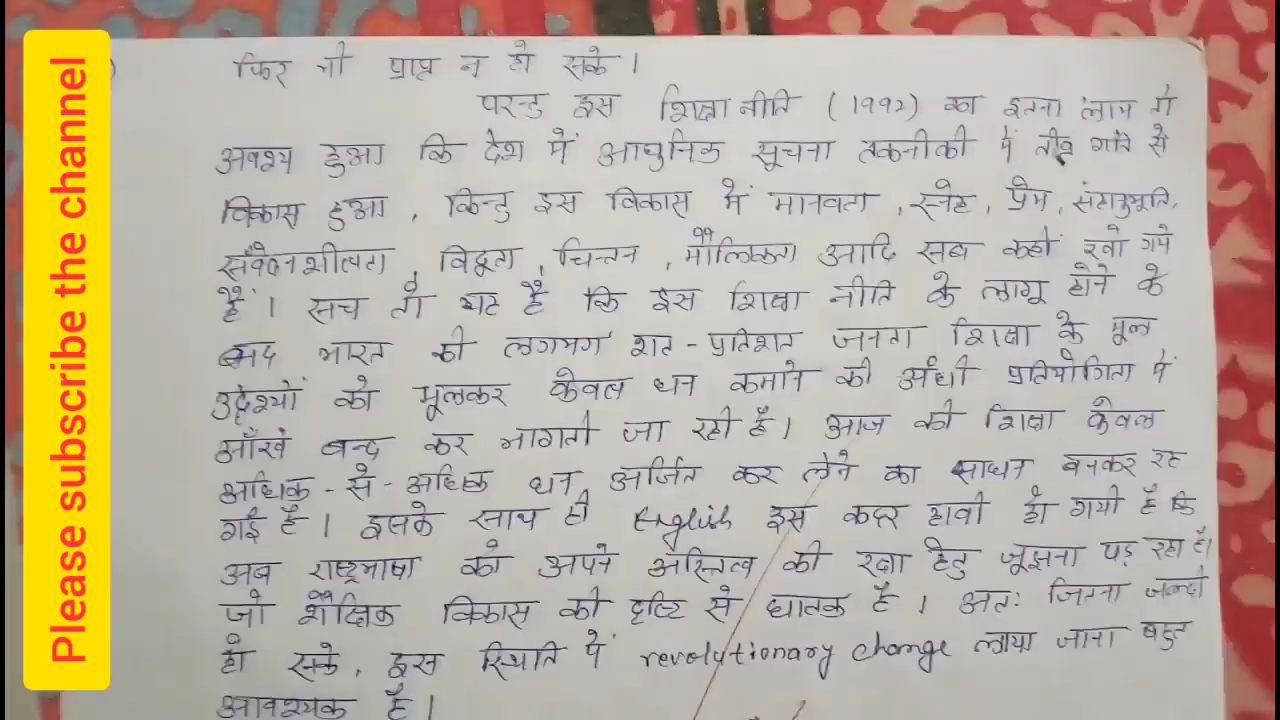 Please subscribe the channel
फिर भी प्राप्त न हो सके।
परन्तु इस शिक्षा नीति (1992) का इतना लाभ तो
अवश्य हुआ कि देश में आधुनिक सूचना तकनीकी में तीव्र गति से
विकास हुआ, किन्तु इस विकास में मानवता, स्नेह, प्रेम, संहानुभूति,
संवेदनशीलता, विद्वता, चिन्तन, मौलिकता आदि सब कहीं खो गये
हैं। सच तो यह है कि इस शिक्षा नीति के लागू होने के
बाद भारत की लगभग शत-प्रतिशत जनता शिक्षा के मूल
उद्देश्यों को भूलकर केवल धन कमाने की अंधी प्रतियोगिता में
आँखें बन्द कर भागती जा रही है। आज की शिक्षा केवल
अधिक-से-अधिक धन अर्जित कर लेने का साधन बनकर रह
गई है। इसके साथ ही English इस कदर हावी हो गयी है कि
अब राष्ट्रभाषा को अपने अस्तित्व की रक्षा हेतु जूझना पड़ रहा है।
जो शैक्षिक विकास की दृष्टि से घातक है। अतः जितना जल्दी
हो सके, इस स्थिति में revolutionary change लाया जाना बहुत
आवश्यक है।